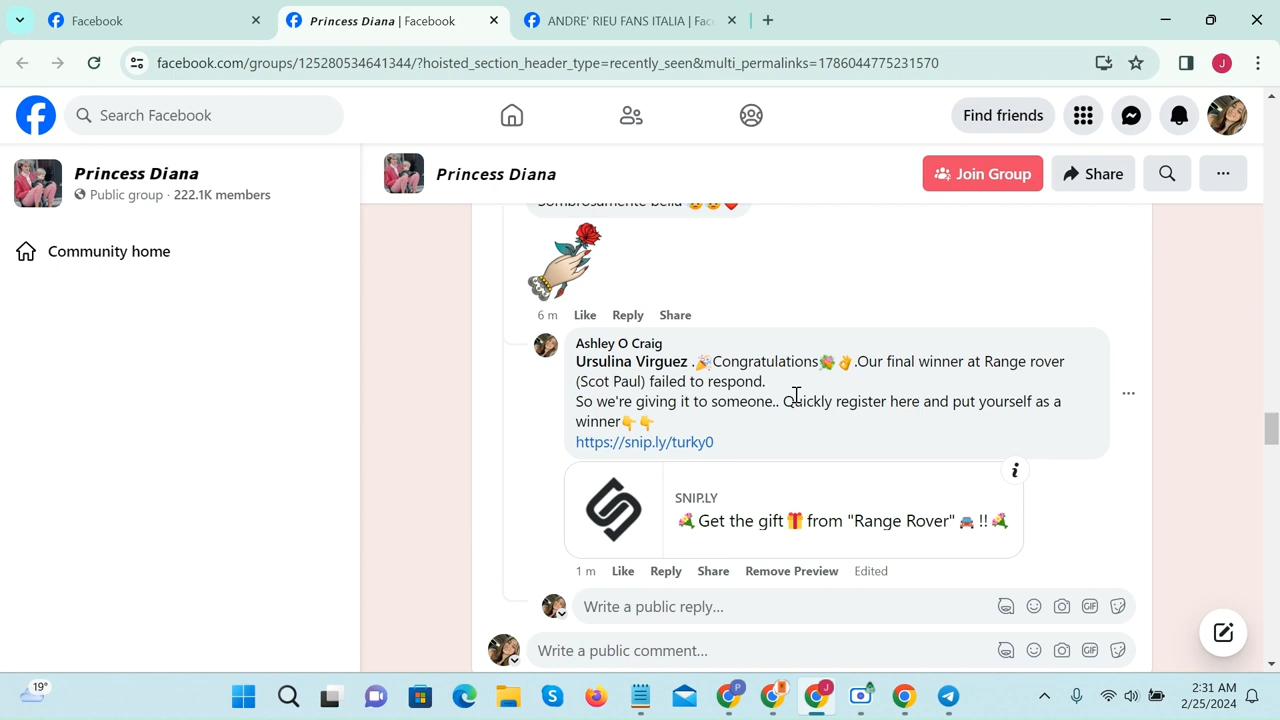 Facebook
Princess Diana | Facebook
ANDRE' RIEU FANS ITALIA | Fac
facebook.com/groups/125280534641344/?hoisted_section_header_type=recently_seen&multi_permalinks=1786044775231570
J
Search Facebook
Find friends
Princess Diana
Public group · 222.1K members
Princess Diana
Join Group
Share
Community home
Sombrosamente bella
6 m Like Reply Share
Ashley O Craig
Ursulina Virguez .🎉Congratulations💐👌.Our final winner at Range rover
(Scot Paul) failed to respond.
So we're giving it to someone.. Quickly register here and put yourself as a
winner👇👇
https://snip.ly/turky0
SNIP.LY
Get the gift🎁from "Range Rover" 🚘 !!
1 m Like Reply Share Remove Preview Edited
Write a public reply...
Write a public comment...
19°
P
J
2:31 AM
2/25/2024